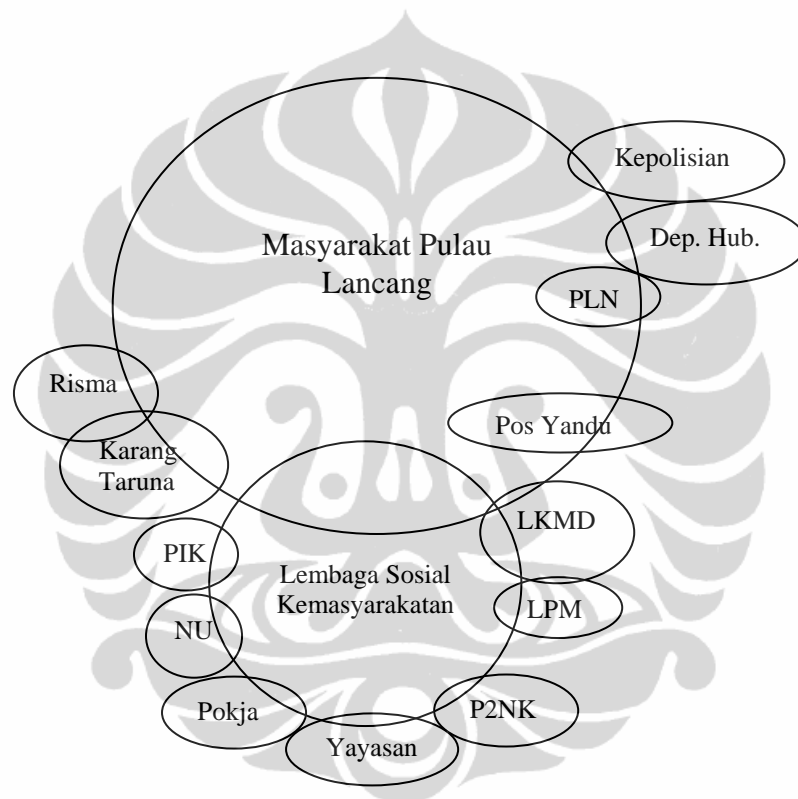 Kepolisian
Dep. Hub.
Masyarakat Pulau
Lancang
PLN
Risma
Pos Yandu
Karang
Taruna
LKMD
PIK
Lembaga Sosial
Kemasyarakatan
LPM
NU
Pokja
P2NK
Yayasan